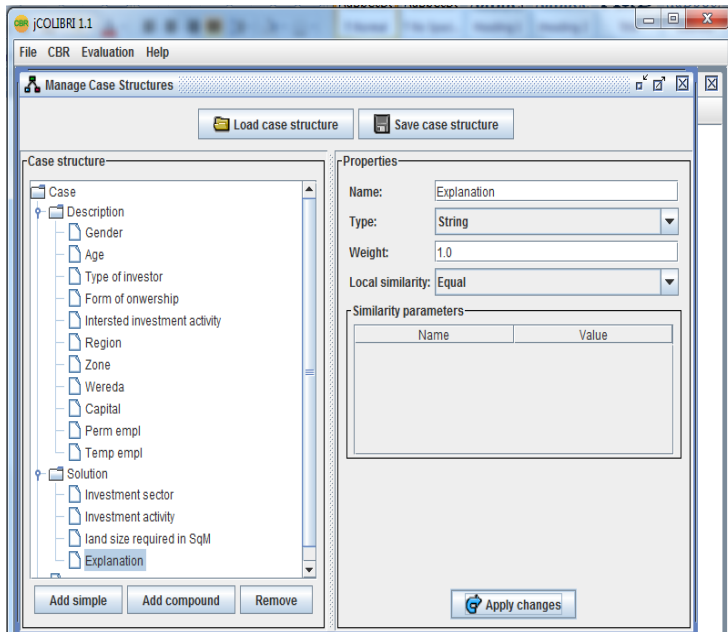 CBR jCOLIBRI 1.1
File CBR Evaluation Help
Manage Case Structures
Load case structure Save case structure
Case structure
Case
Description
Gender
Age
Type of investor
Form of onwership
Intersted investment activity
Region
Zone
Wereda
Capital
Perm empl
Temp empl
Solution
Investment sector
Investment activity
land size required in SqM
Explanation
Add simple Add compound Remove
Properties
Name: Explanation
Type: String
Weight: 1.0
Local similarity: Equal
Similarity parameters
Name Value
Apply changes